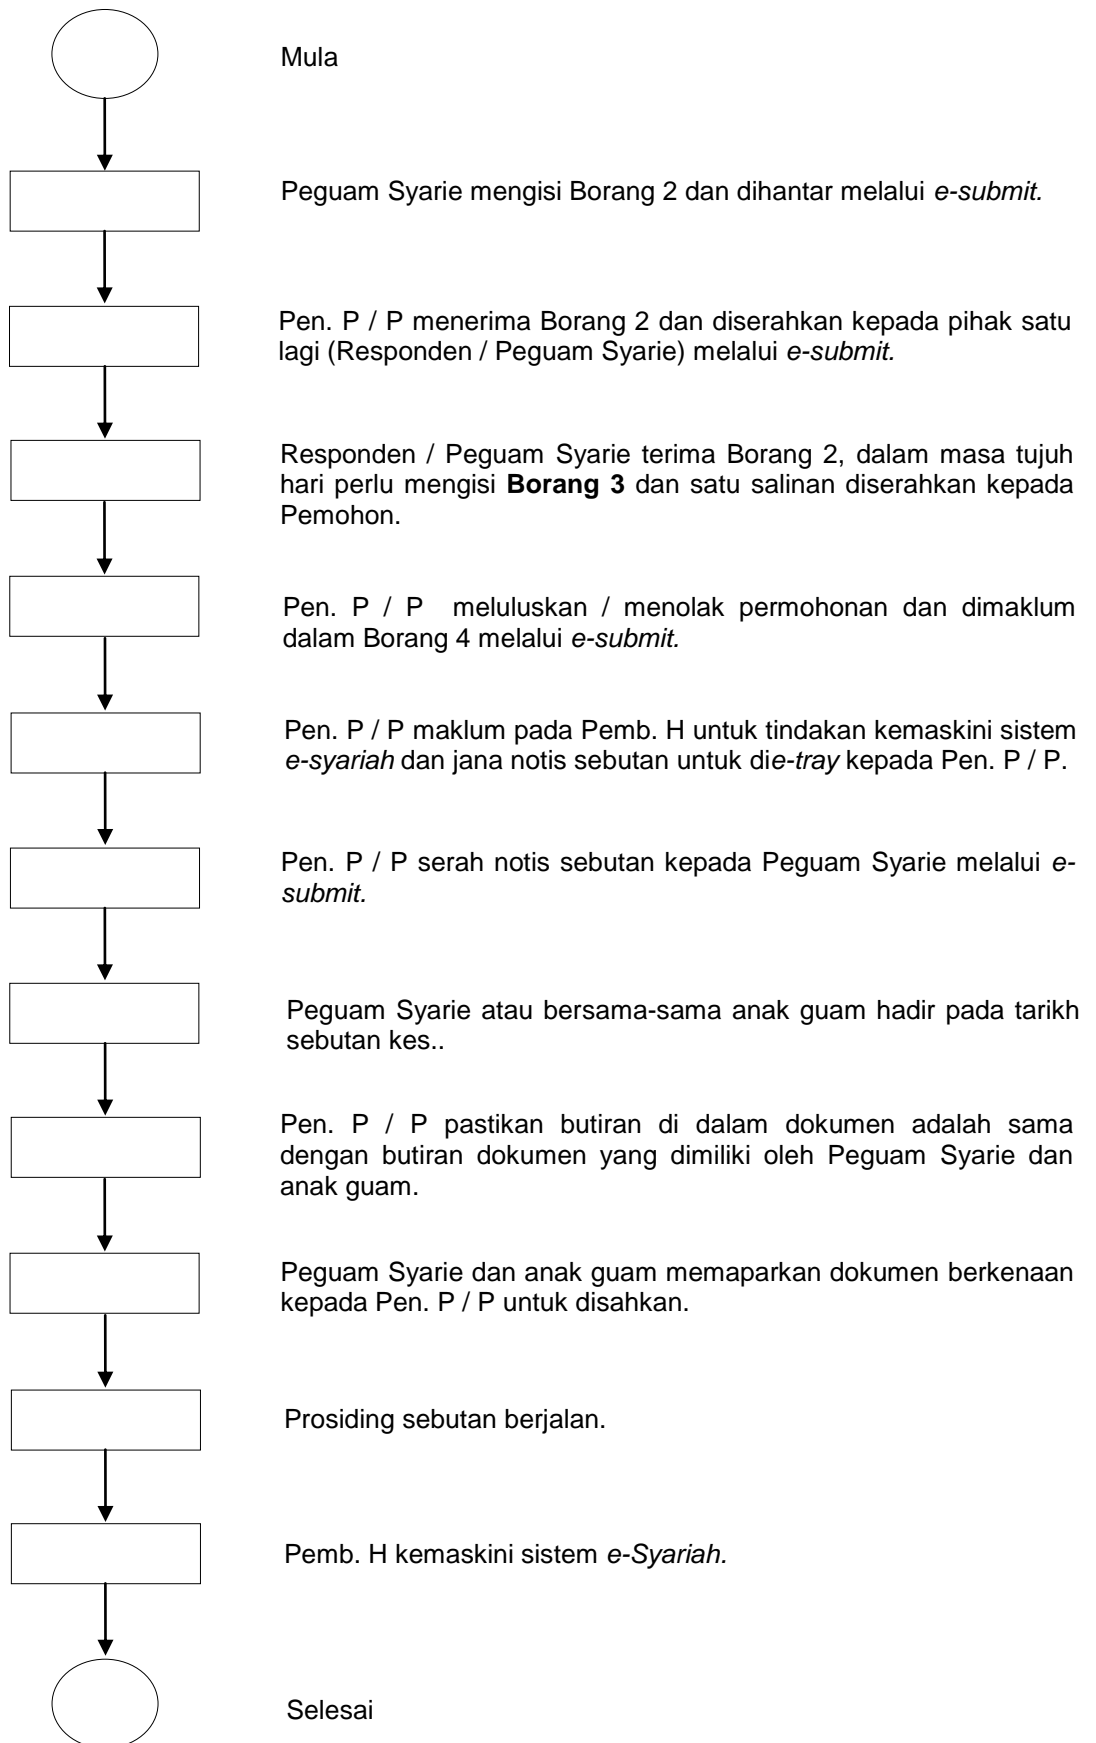 Mula
Peguam Syarie mengisi Borang 2 dan dihantar melalui e-submit.
Pen. P / P menerima Borang 2 dan diserahkan kepada pihak satu
lagi (Responden / Peguam Syarie) melalui e-submit.
Responden / Peguam Syarie terima Borang 2, dalam masa tujuh
hari perlu mengisi Borang 3 dan satu salinan diserahkan kepada
Pemohon.
Pen. P / P meluluskan / menolak permohonan dan dimaklum
dalam Borang 4 melalui e-submit.
Pen. P / P maklum pada Pemb. H untuk tindakan kemaskini sistem
e-syariah dan jana notis sebutan untuk die-tray kepada Pen. P / P.
Pen. P / P serah notis sebutan kepada Peguam Syarie melalui e-
submit.
Peguam Syarie atau bersama-sama anak guam hadir pada tarikh
sebutan kes..
Pen. P / P pastikan butiran di dalam dokumen adalah sama
dengan butiran dokumen yang dimiliki oleh Peguam Syarie dan
anak guam.
Peguam Syarie dan anak guam memaparkan dokumen berkenaan
kepada Pen. P / P untuk disahkan.
Prosiding sebutan berjalan.
Pemb. H kemaskini sistem e-Syariah.
Selesai